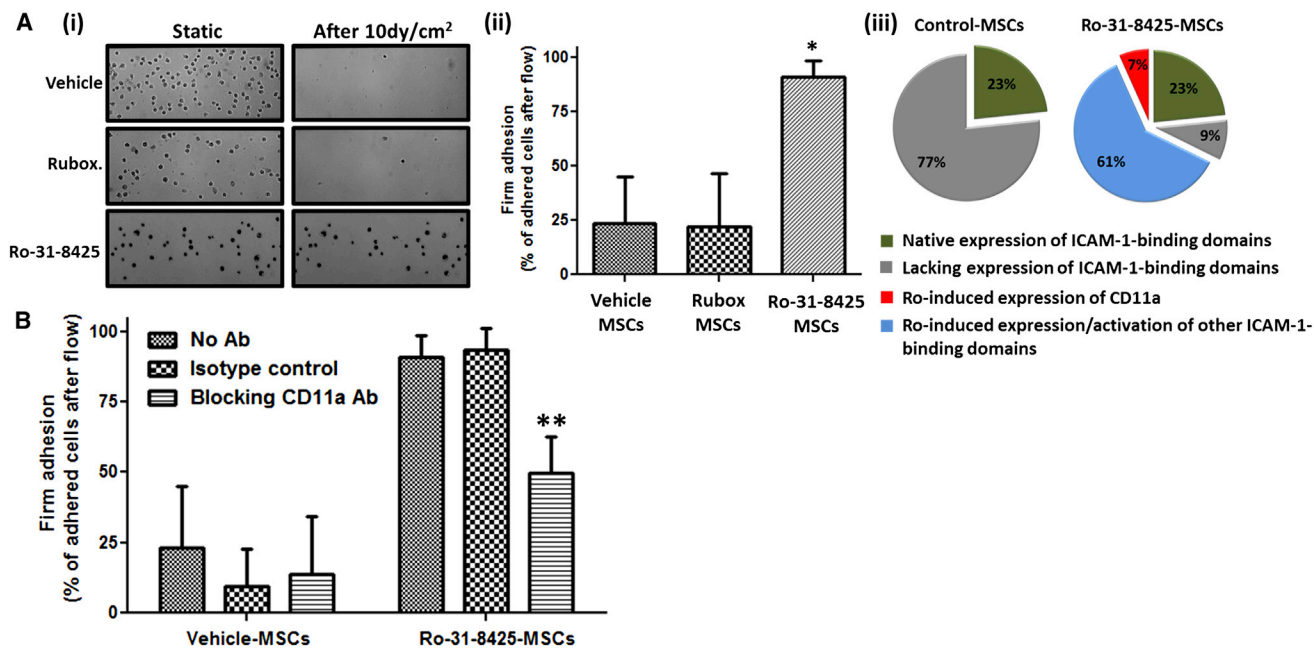 A (i)
Static After 10dy/cm²
Vehicle
Rubox.
Ro-31-8425
(ii)
Firm adhesion
(% of adhered cells after flow)
100
75
50
25
0
*
Vehicle MSCs
Rubox MSCs
Ro-31-8425 MSCs
(iii)
Control-MSCs Ro-31-8425-MSCs
23%
77%
7%
23%
9%
61%
Native expression of ICAM-1-binding domains
Lacking expression of ICAM-1-binding domains
Ro-induced expression of CD11a
Ro-induced expression/activation of other ICAM-1-
binding domains
B
Firm adhesion
(% of adhered cells after flow)
100
75
50
25
0
No Ab
Isotype control
Blocking CD11a Ab
**
Vehicle-MSCs Ro-31-8425-MSCs